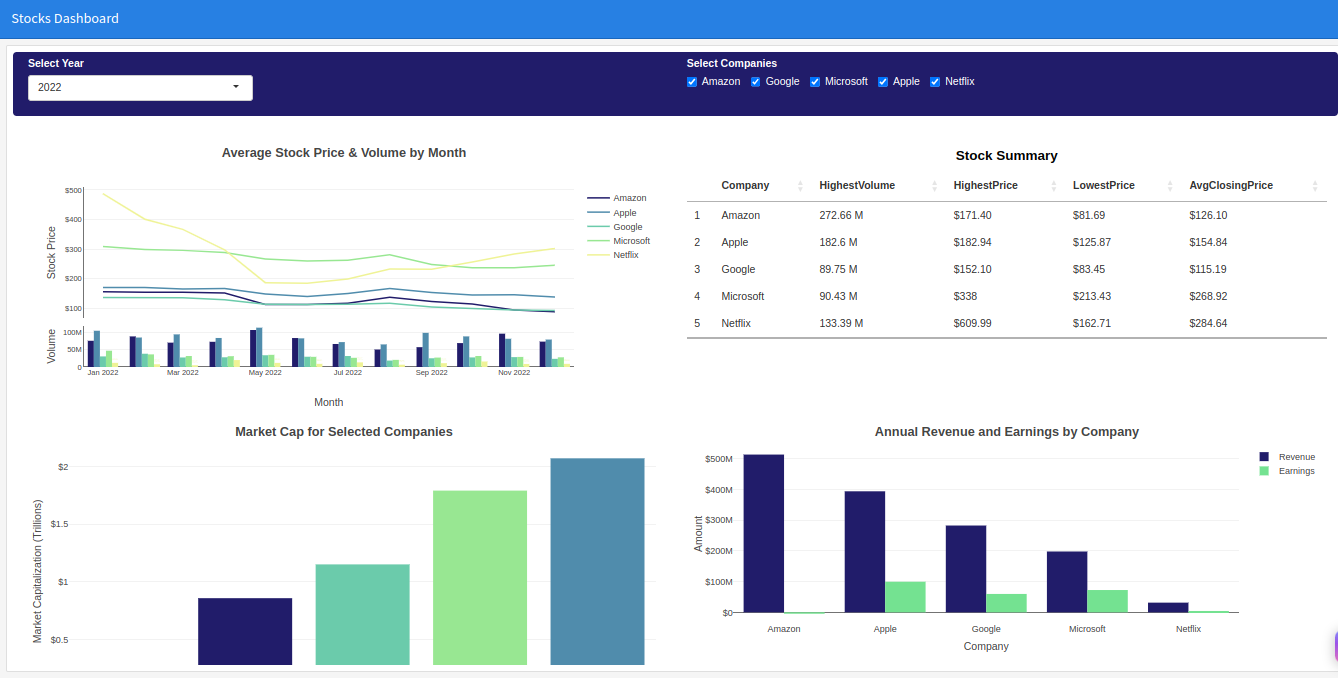 Stocks Dashboard
Select Year
2022
Select Companies
Amazon Google Microsoft Apple Netflix
Average Stock Price & Volume by Month
Stock Price
$500
$400
$300
$200
$100
Volume
100M
50M
0
Jan 2022 Mar 2022 May 2022 Jul 2022 Sep 2022 Nov 2022
Month
Amazon
Apple
Google
Microsoft
Netflix
Stock Summary
Company HighestVolume HighestPrice LowestPrice AvgClosingPrice
1 Amazon 272.66 M $171.40 $81.69 $126.10
2 Apple 182.6 M $182.94 $125.87 $154.84
3 Google 89.75 M $152.10 $83.45 $115.19
4 Microsoft 90.43 M $338 $213.43 $268.92
5 Netflix 133.39 M $609.99 $162.71 $284.64
Market Cap for Selected Companies
Market Capitalization (Trillions)
$2
$1.5
$1
$0.5
Annual Revenue and Earnings by Company
Amount
$500M
$400M
$300M
$200M
$100M
$0
Amazon Apple Google Microsoft Netflix
Company
Revenue
Earnings